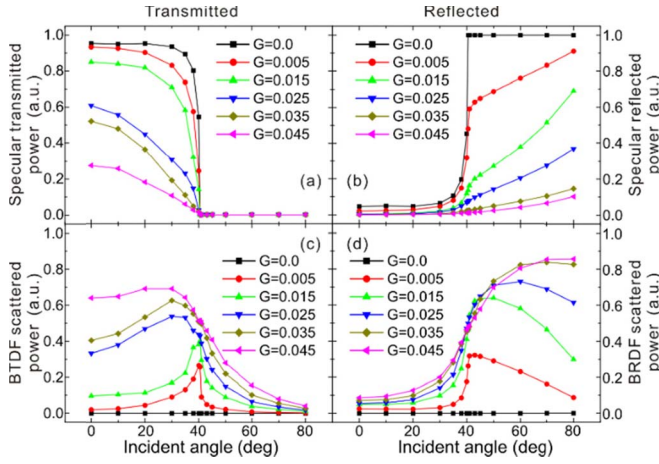 Transmitted
Reflected
Specular transmitted
power (a.u.)
1.0
0.8
0.6
0.4
0.2
0.0
G=0.0
G=0.005
G=0.015
G=0.025
G=0.035
G=0.045
(a)
G=0.0
G=0.005
G=0.015
G=0.025
G=0.035
G=0.045
(b)
1.0
0.8
0.6
0.4
0.2
0.0
Specular reflected
power (a.u.)
BTDF scattered
power (a.u.)
0.8
0.6
0.4
0.2
0.0
(c)
G=0.0
G=0.005
G=0.015
G=0.025
G=0.035
G=0.045
(d)
G=0.0
G=0.005
G=0.015
G=0.025
G=0.035
G=0.045
0.8
0.6
0.4
0.2
0.0
BRDF scattered
power (a.u.)
0 20 40 60 80
0 20 40 60 80
Incident angle (deg)
Incident angle (deg)